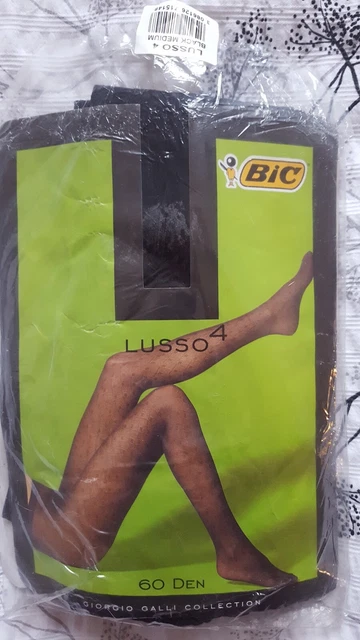 LUSSO 4
BLACK MEDIUM
BIC
LUSSO4
60 DEN
GIORGIO GALLI COLLECTION